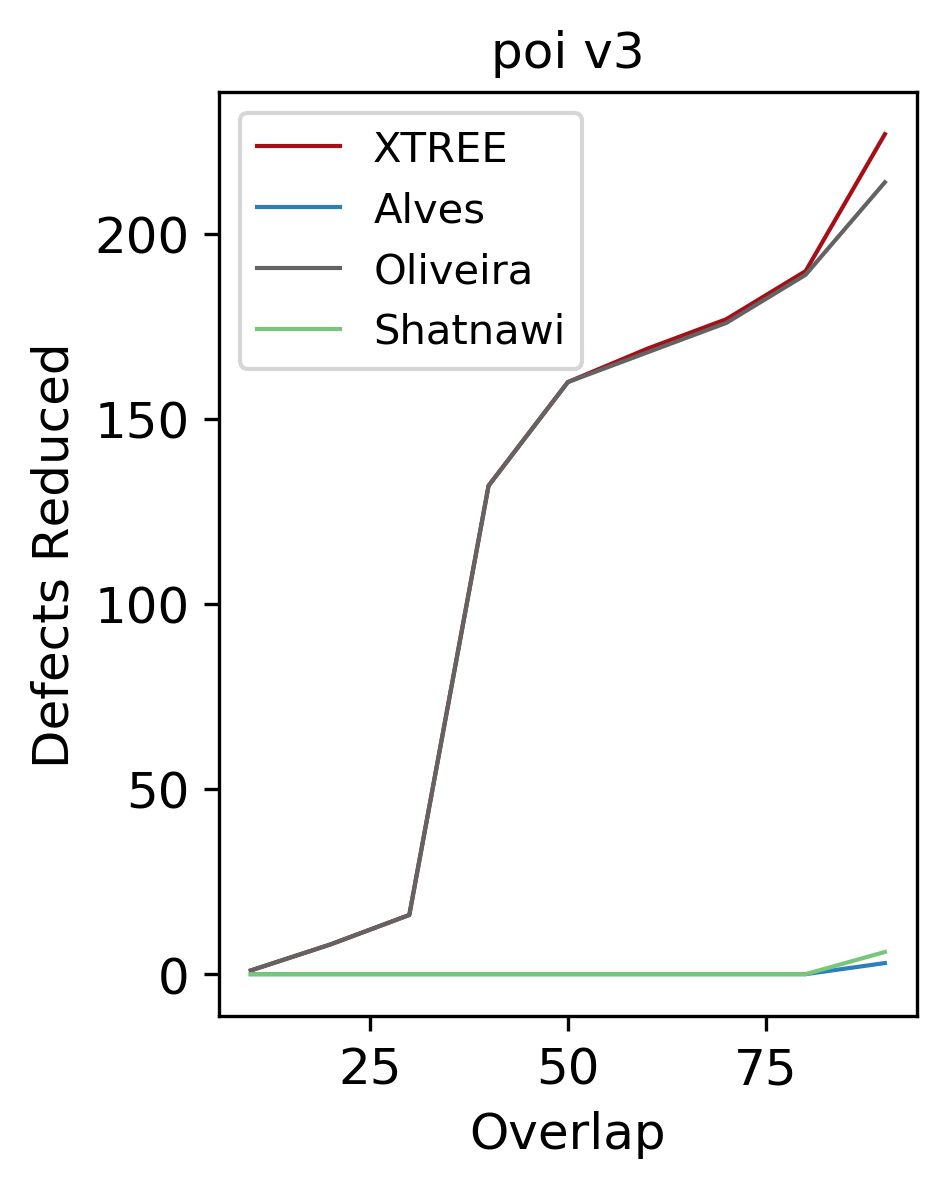 poi v3
XTREE
Alves
Oliveira
Shatnawi
Defects Reduced
200
150
100
50
0
25 50 75
Overlap